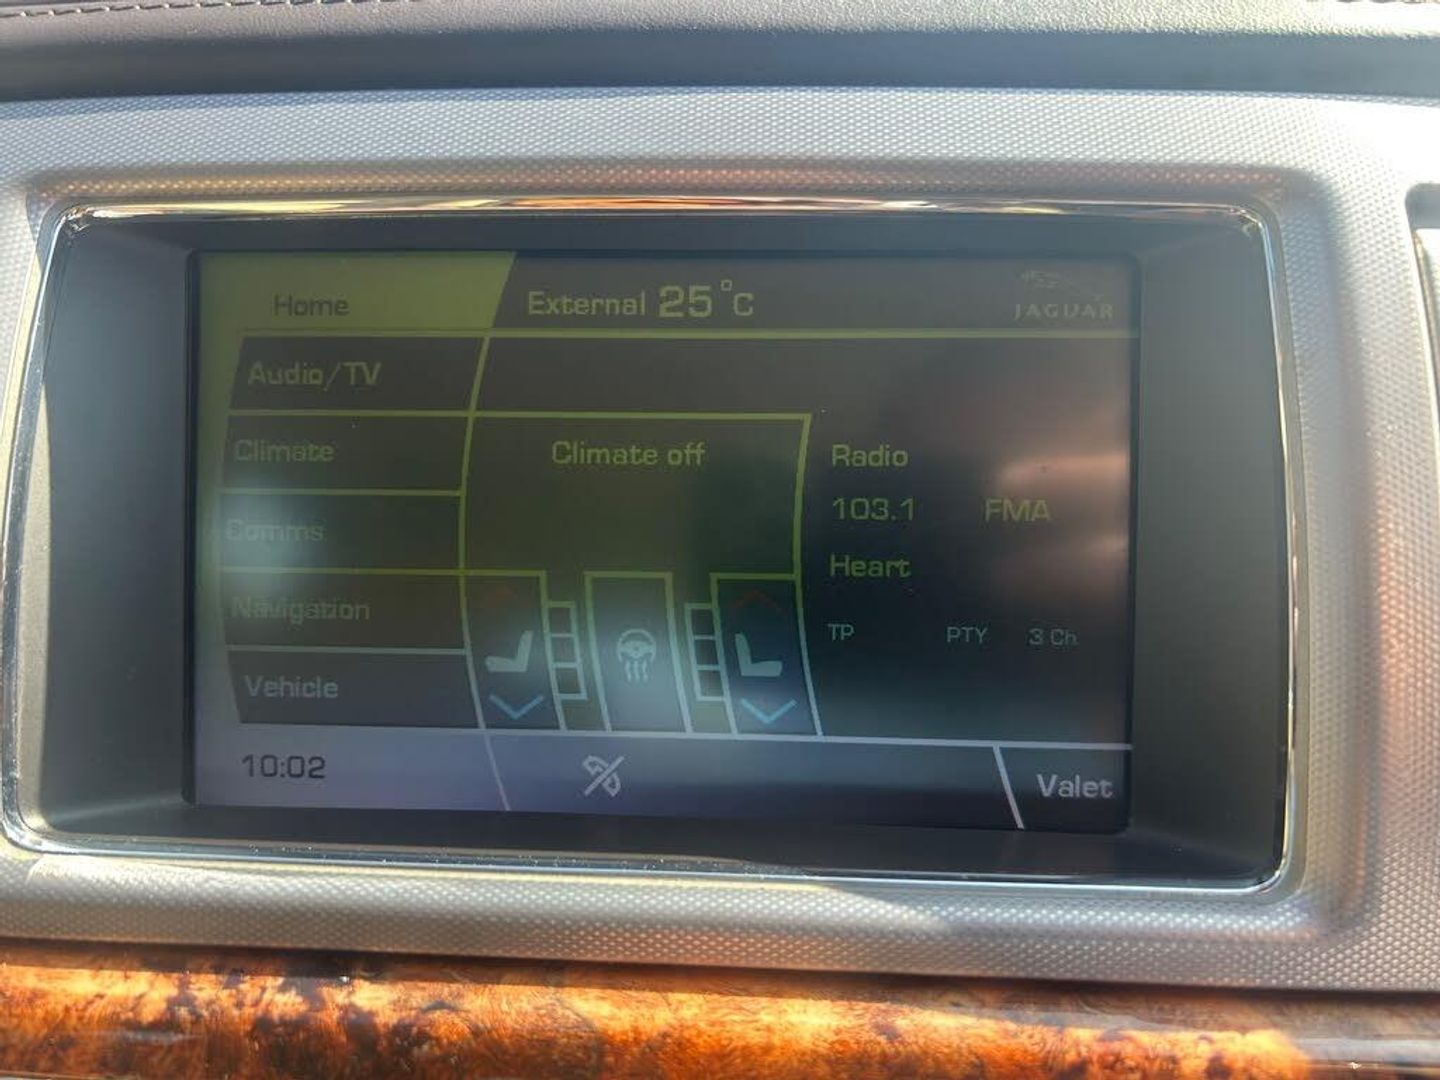 Home
External 25°C
JAGUAR
Audio/TV
Climate
Climate off
Radio
Comms
103.1 FMA
Heart
Navigation
TP PTY 3 Ch
Vehicle
10:02
Valet